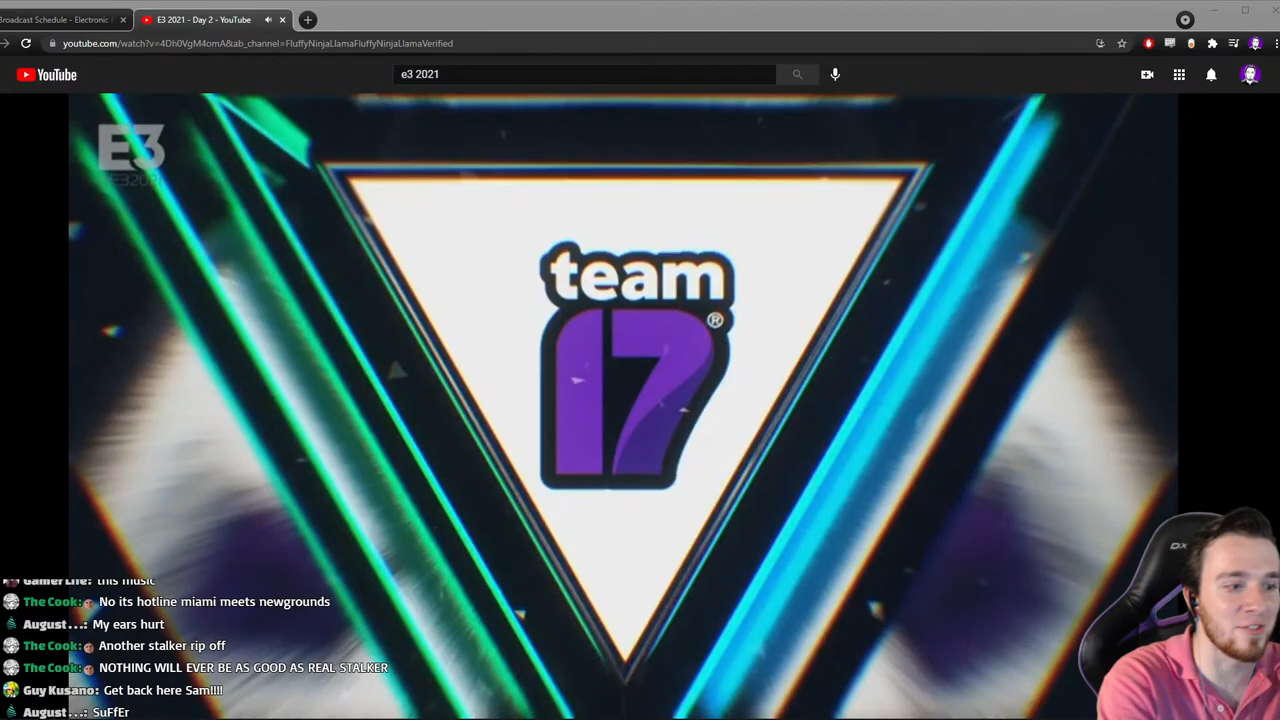 Broadcast Schedule - Electronic E
E3 2021 - Day 2 - YouTube
youtube.com/watch?v=4Dh0VgM4omA&ab_channel=FluffyNinjaLlamaFluffyNinjaLlamaVerified
YouTube
e3 2021
E3
team
17
®
GamerLife: this music
The Cook: No its hotline miami meets newgrounds
August...: My ears hurt
The Cook: Another stalker rip off
The Cook: NOTHING WILL EVER BE AS GOOD AS REAL STALKER
Guy Kusano: Get back here Sam!!!!
August...: SuFfEr
DX